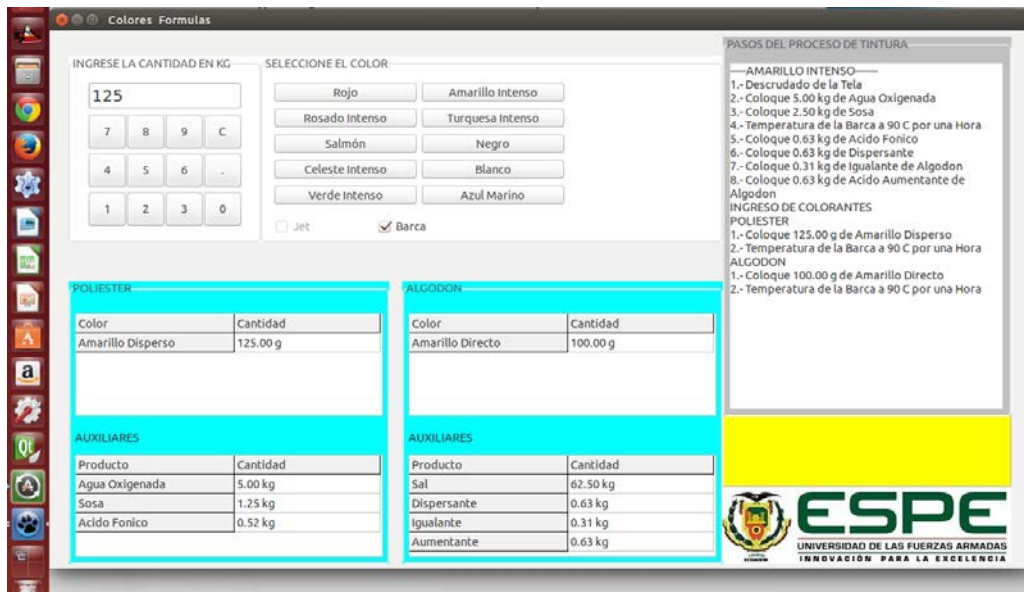 Colores Formulas
INGRESE LA CANTIDAD EN KG
125
7 8 9 C
4 5 6 .
1 2 3 0
SELECCIONE EL COLOR
Rojo Amarillo Intenso
Rosado Intenso Turquesa Intenso
Salmón Negro
Celeste Intenso Blanco
Verde Intenso Azul Marino
Jet Barca
POLIESTER
Color Cantidad
Amarillo Disperso 125.00 g
AUXILIARES
Producto Cantidad
Agua Oxigenada 5.00 kg
Sosa 1.25 kg
Acido Fonico 0.52 kg
ALGODON
Color Cantidad
Amarillo Directo 100.00 g
AUXILIARES
Producto Cantidad
Sal 62.50 kg
Dispersante 0.63 kg
Igualante 0.31 kg
Aumentante 0.63 kg
PASOS DEL PROCESO DE TINTURA
----AMARILLO INTENSO-----
1.- Descrudado de la Tela
2.- Coloque 5.00 kg de Agua Oxigenada
3.- Coloque 2.50 kg de Sosa
4.- Temperatura de la Barca a 90 C por una Hora
5.- Coloque 0.63 kg de Acido Fonico
6.- Coloque 0.63 kg de Dispersante
7.- Coloque 0.31 kg de Igualante de Algodon
8.- Coloque 0.63 kg de Acido Aumentante de
Algodon
INGRESO DE COLORANTES
POLIESTER
1.- Coloque 125.00 g de Amarillo Disperso
2.- Temperatura de la Barca a 90 C por una Hora
ALGODON
1.- Coloque 100.00 g de Amarillo Directo
2.- Temperatura de la Barca a 90 C por una Hora
ESPE
UNIVERSIDAD DE LAS FUERZAS ARMADAS
INNOVACIÓN PARA LA EXCELENCIA